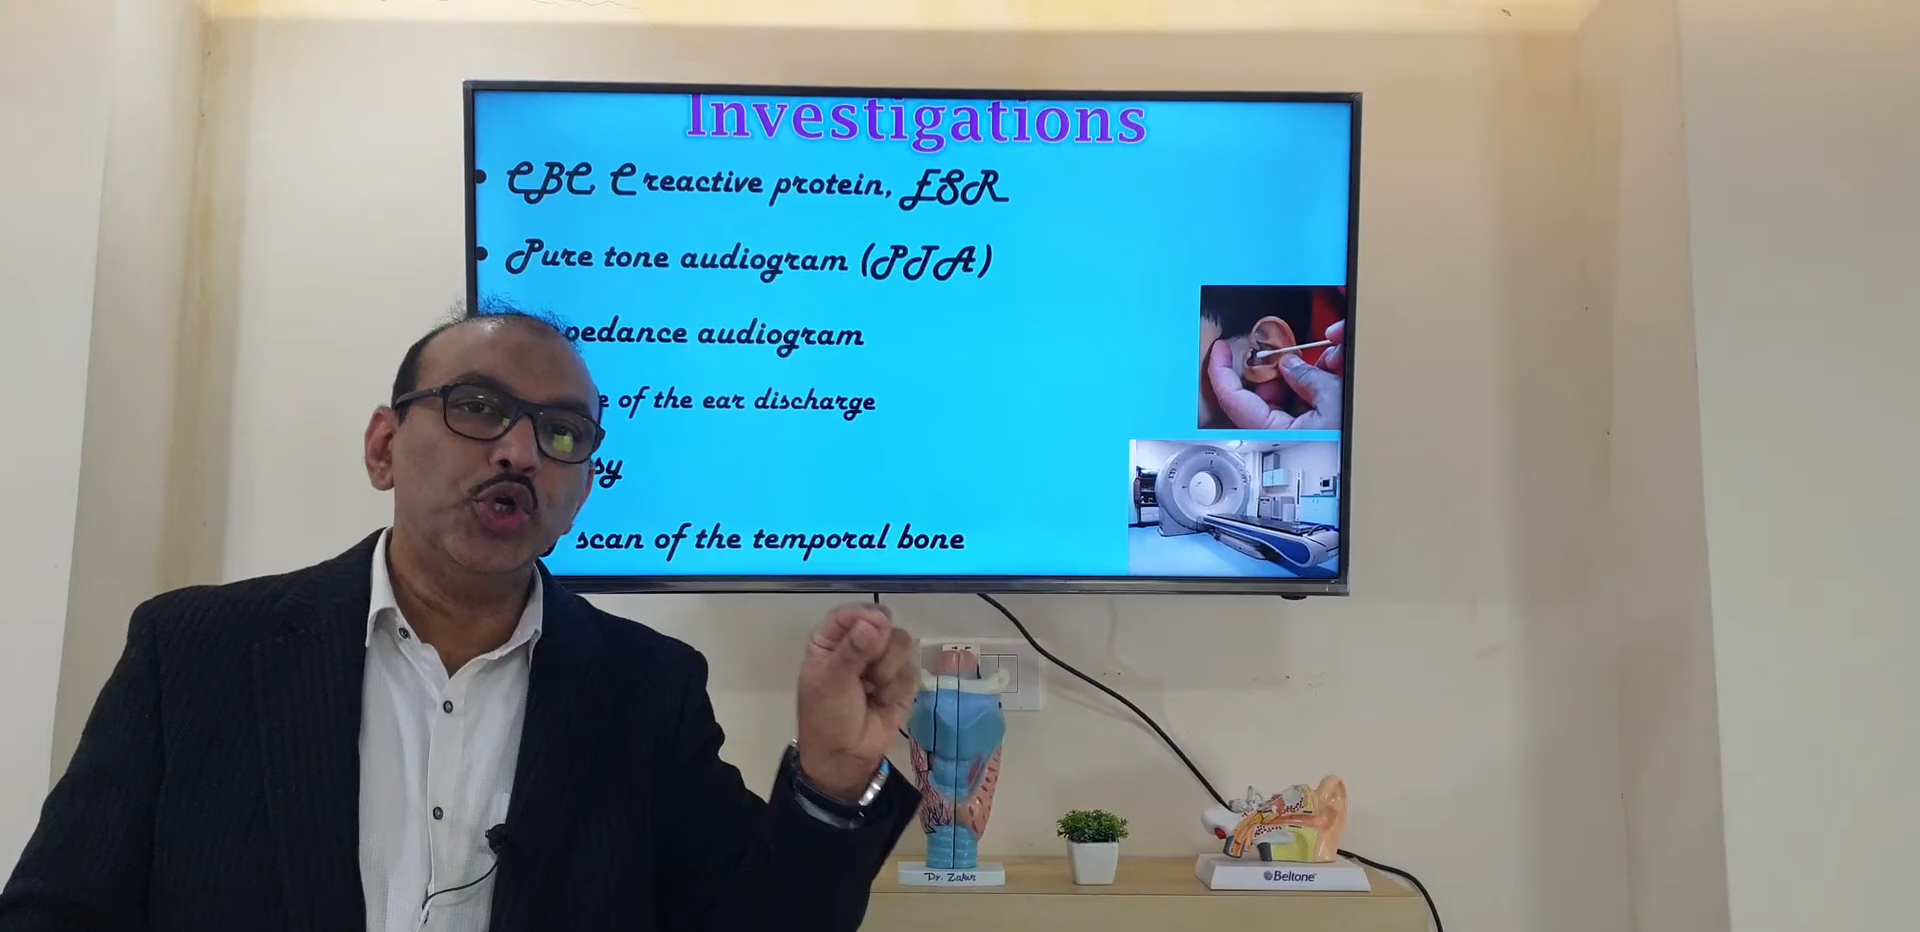 Investigations
• CBC, C reactive protein, ESR
• Pure tone audiogram (PTA)
pedance audiogram
e of the ear discharge
sy
scan of the temporal bone
Dr. Zakir
Beltone